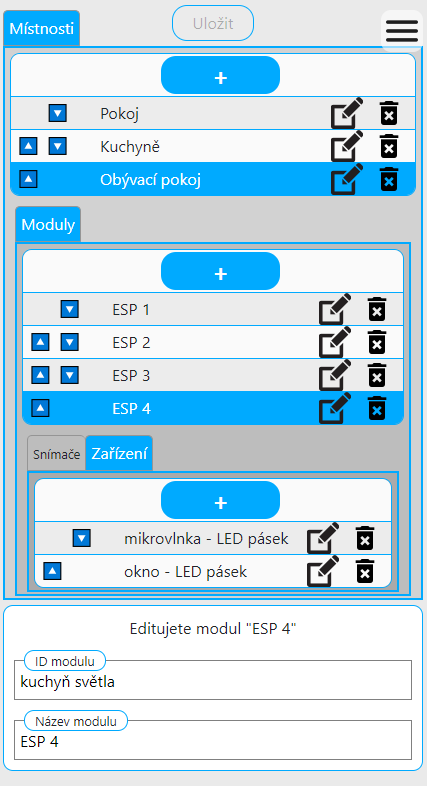 Místnosti
Uložit
+
Pokoj
Kuchyně
Obývací pokoj
Moduly
+
ESP 1
ESP 2
ESP 3
ESP 4
Snímače Zařízení
+
mikrovlnka - LED pásek
okno - LED pásek
Editujete modul "ESP 4"
ID modulu
kuchyň světla
Název modulu
ESP 4